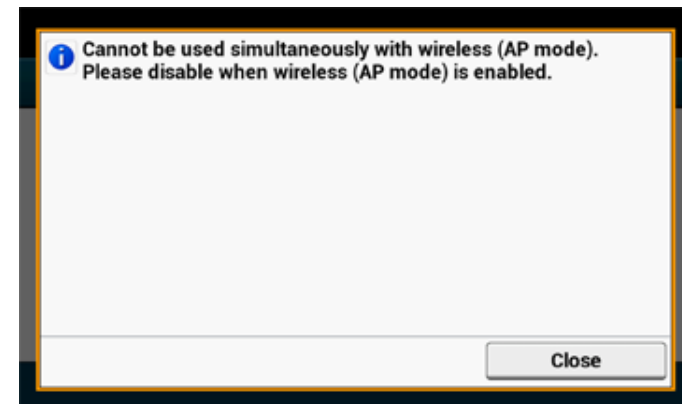 Cannot be used simultaneously with wireless (AP mode).
Please disable when wireless (AP mode) is enabled.
Close